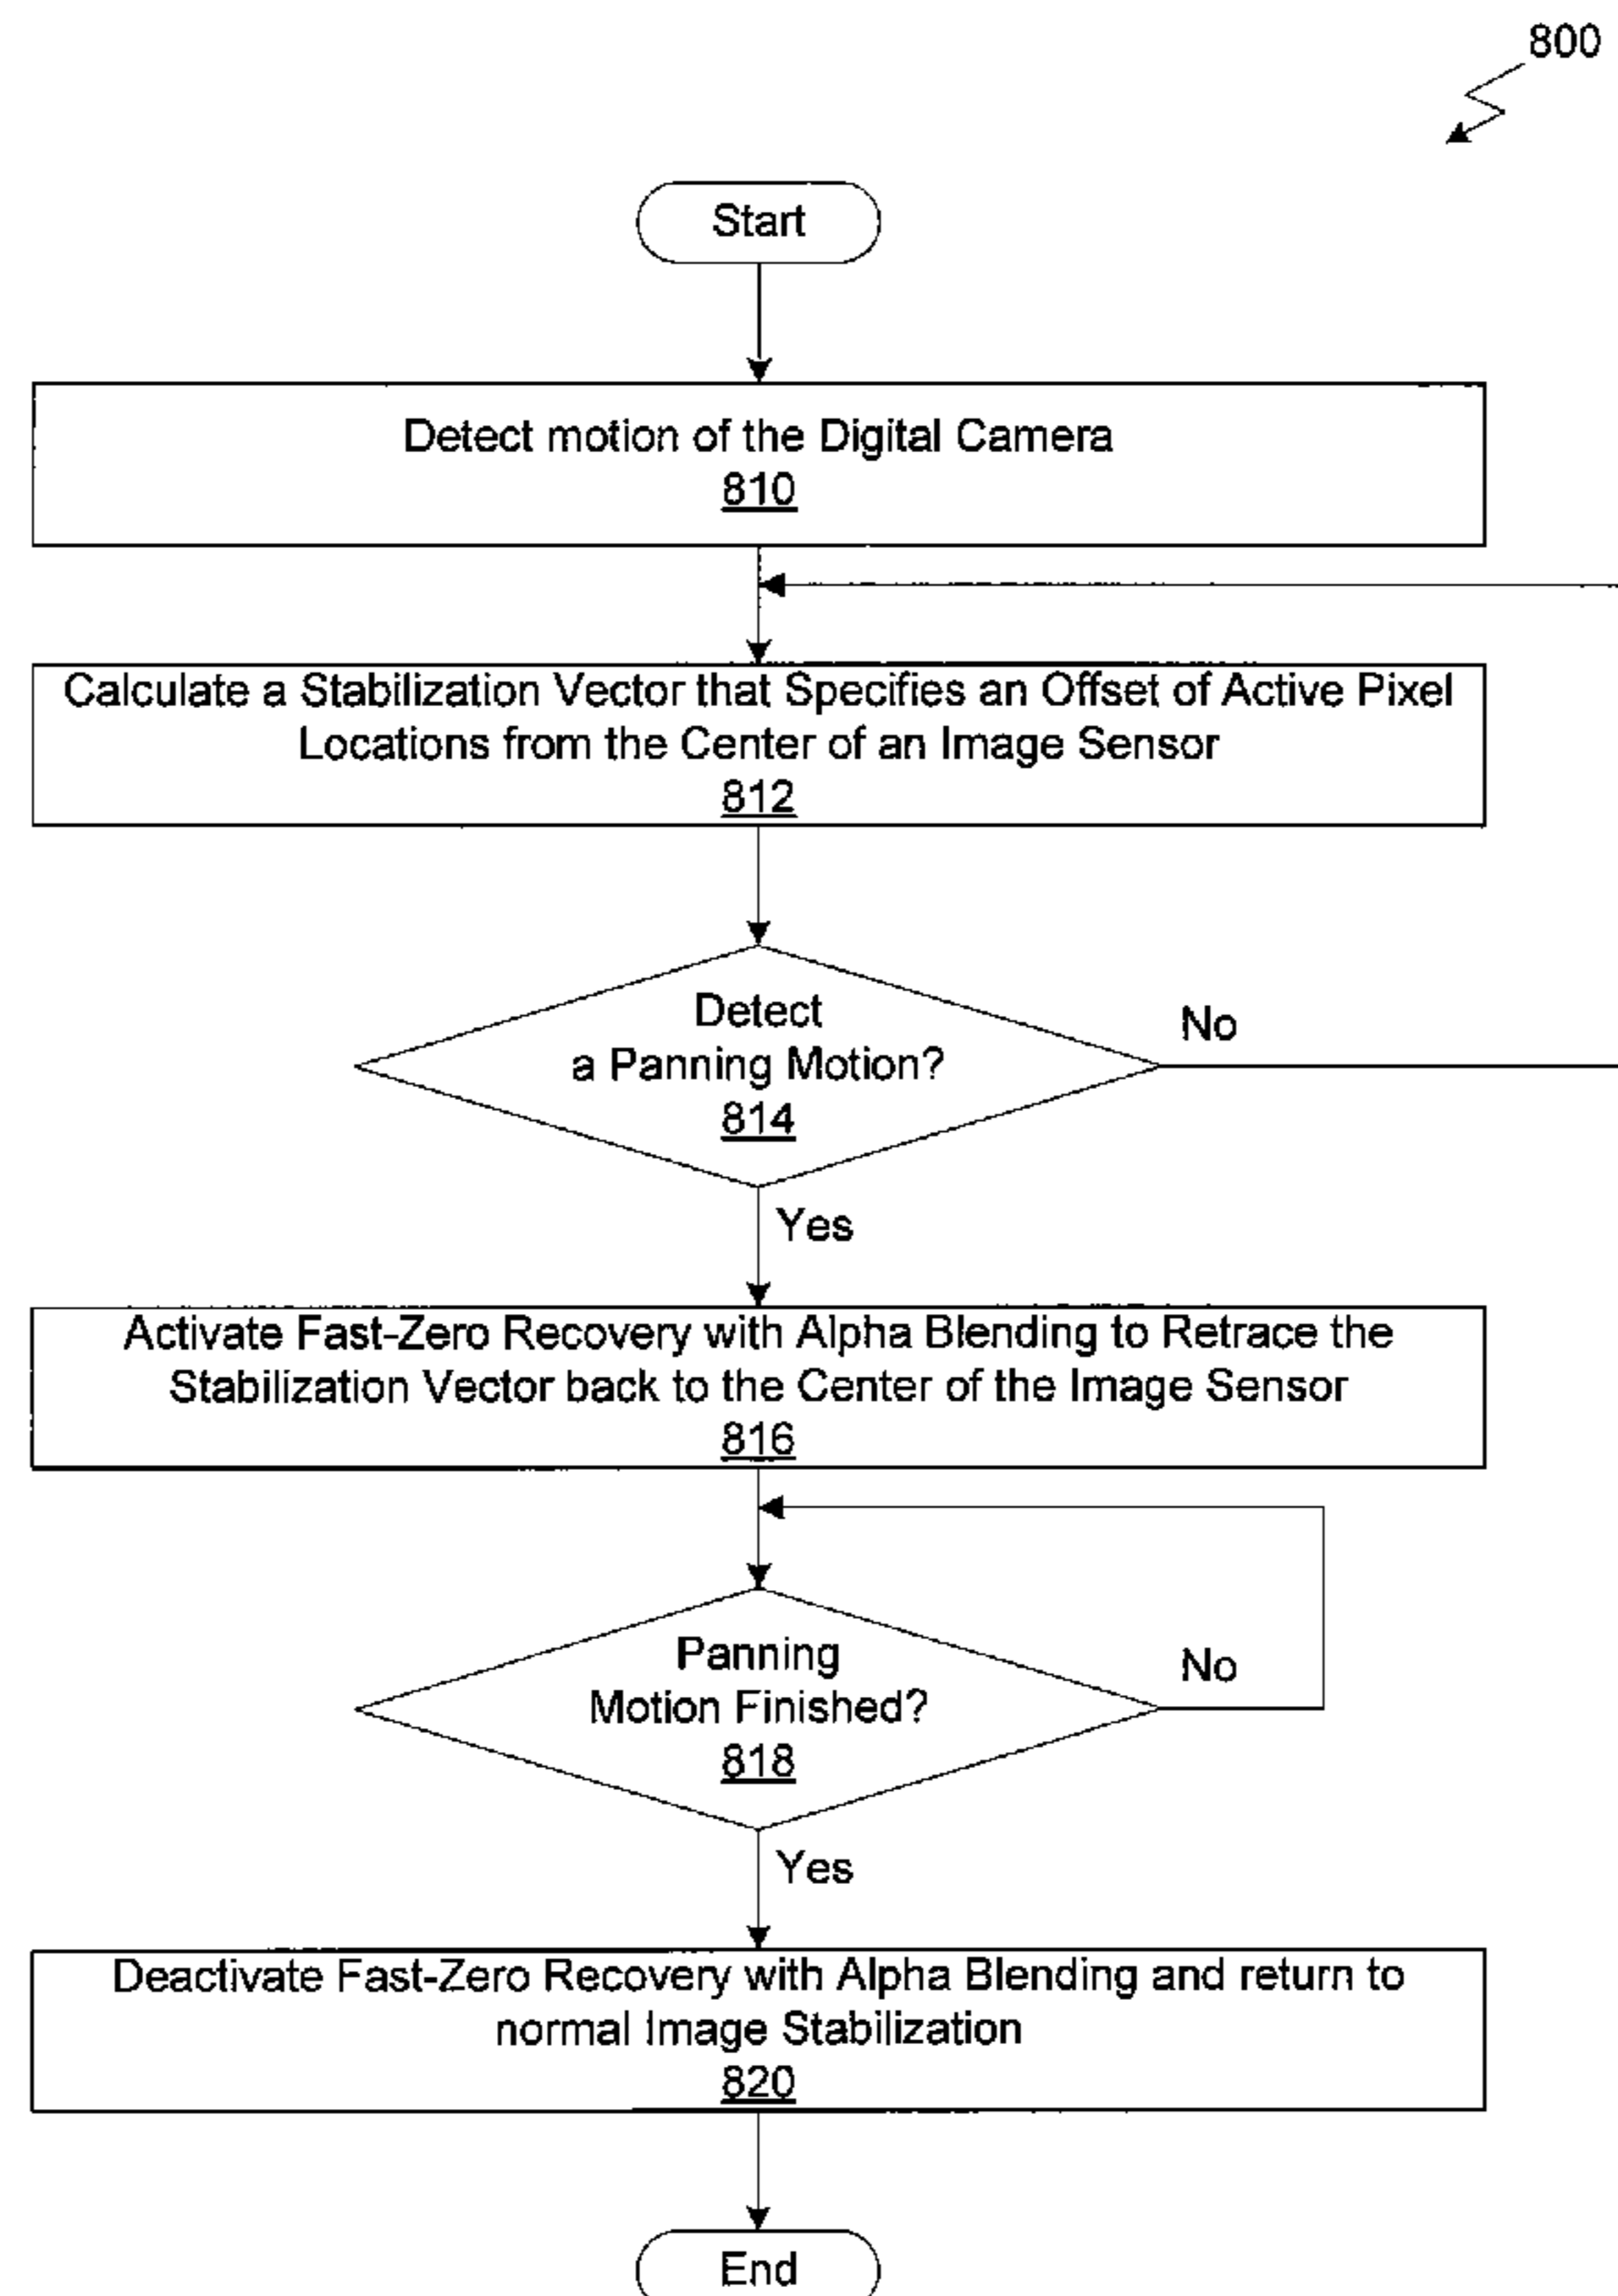 800
Start
Detect motion of the Digital Camera
810
Calculate a Stabilization Vector that Specifies an Offset of Active Pixel
Locations from the Center of an Image Sensor
812
Detect
a Panning Motion?
814
No
Yes
Activate Fast-Zero Recovery with Alpha Blending to Retrace the
Stabilization Vector back to the Center of the Image Sensor
816
Panning
Motion Finished?
818
No
Yes
Deactivate Fast-Zero Recovery with Alpha Blending and return to
normal Image Stabilization
820
End